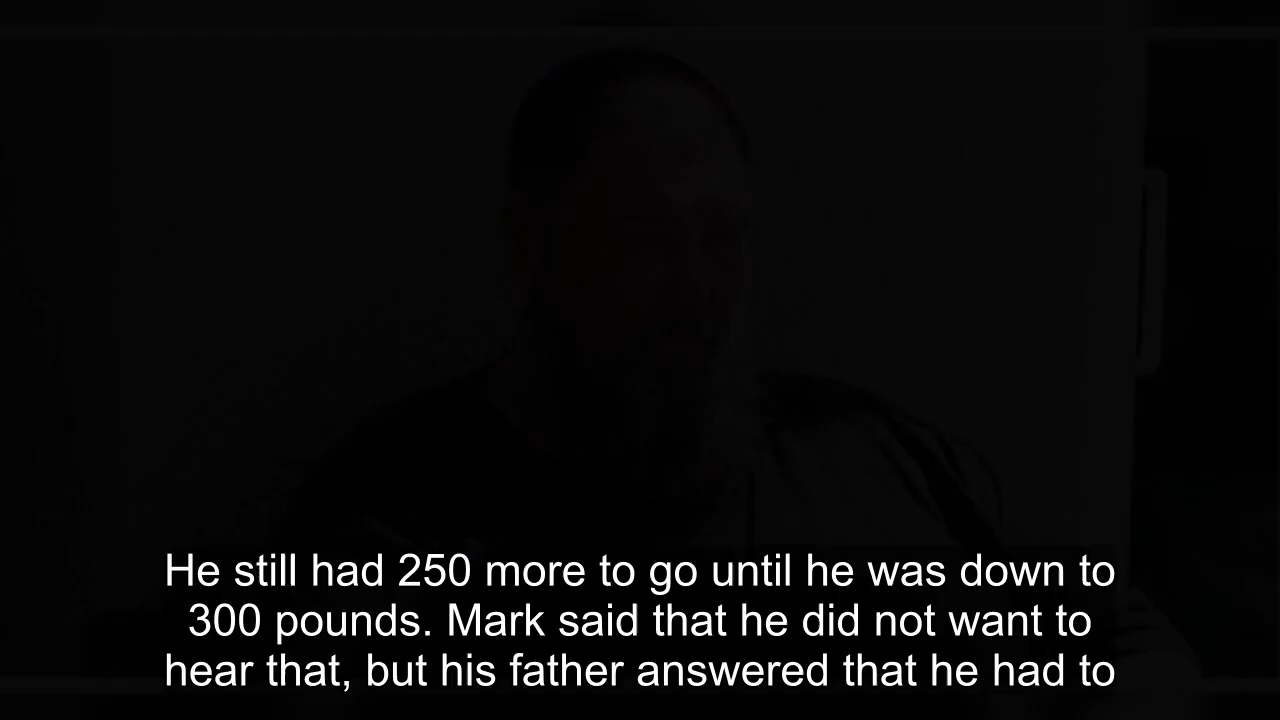 He still had 250 more to go until he was down to
300 pounds. Mark said that he did not want to
hear that, but his father answered that he had to